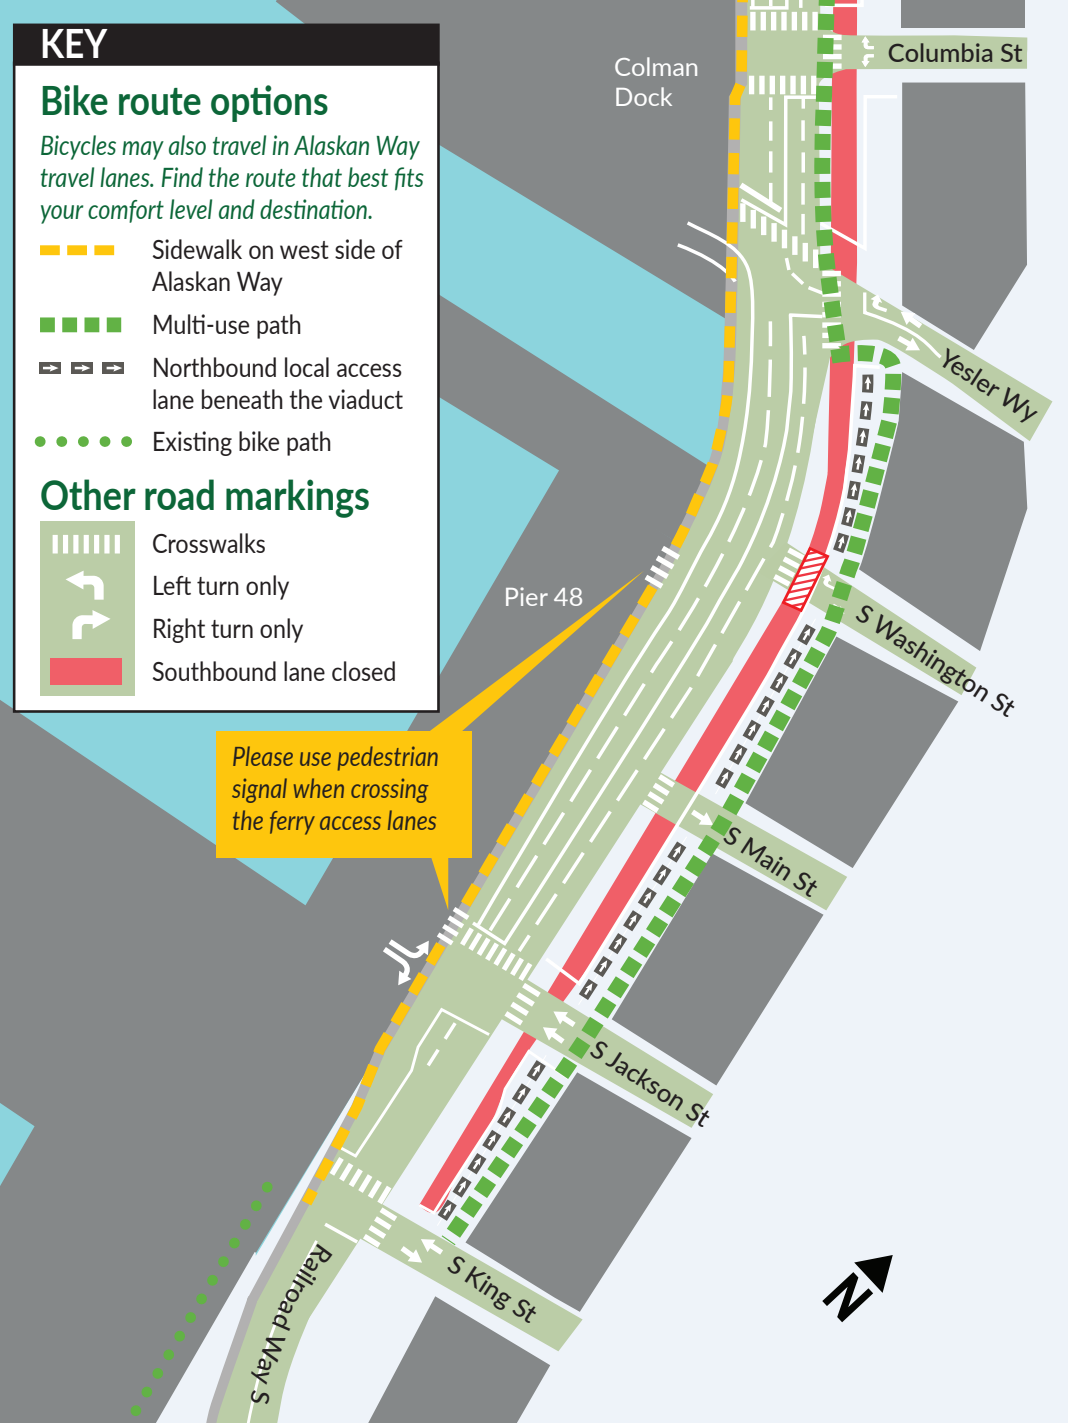 KEY
Bike route options
Bicycles may also travel in Alaskan Way
travel lanes. Find the route that best fits
your comfort level and destination.
Sidewalk on west side of
Alaskan Way
Multi-use path
Northbound local access
lane beneath the viaduct
Existing bike path
Other road markings
Crosswalks
Left turn only
Right turn only
Southbound lane closed
Colman
Dock
Columbia St
Yesler Wy
Pier 48
S Washington St
Please use pedestrian
signal when crossing
the ferry access lanes
S Main St
S Jackson St
S King St
Railroad Way S
N